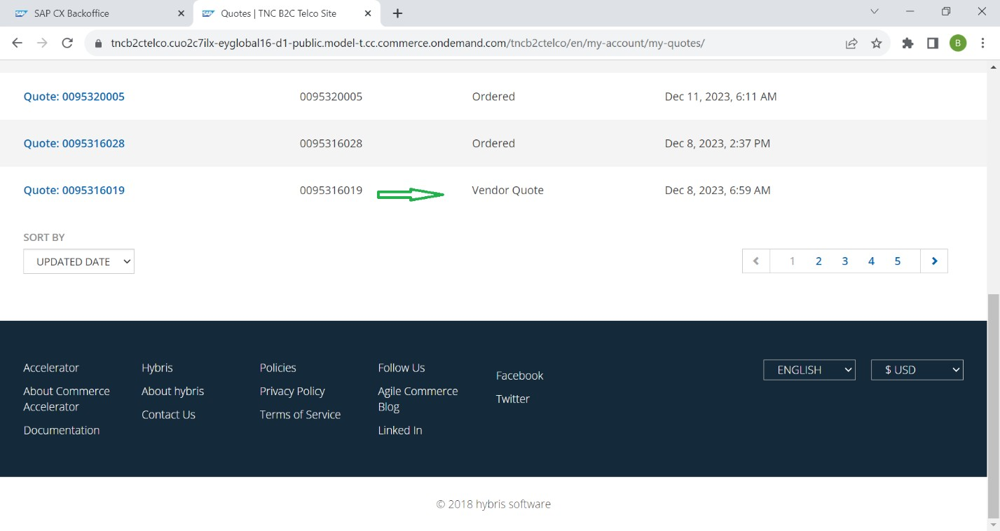 SAP SAP CX Backoffice
SAP Quotes | TNC B2C Telco Site
tncb2ctelco.cuo2c7ilx-eyglobal16-d1-public.model-t.cc.commerce.ondemand.com/tncb2ctelco/en/my-account/my-quotes/
B
Quote: 0095320005 0095320005 Ordered Dec 11, 2023, 6:11 AM
Quote: 0095316028 0095316028 Ordered Dec 8, 2023, 2:37 PM
Quote: 0095316019 0095316019 Vendor Quote Dec 8, 2023, 6:59 AM
SORT BY
UPDATED DATE
1 2 3 4 5
Accelerator
About Commerce
Accelerator
Documentation
Hybris
About hybris
Contact Us
Policies
Privacy Policy
Terms of Service
Follow Us
Agile Commerce
Blog
Linked In
Facebook
Twitter
ENGLISH
$ USD
© 2018 hybris software